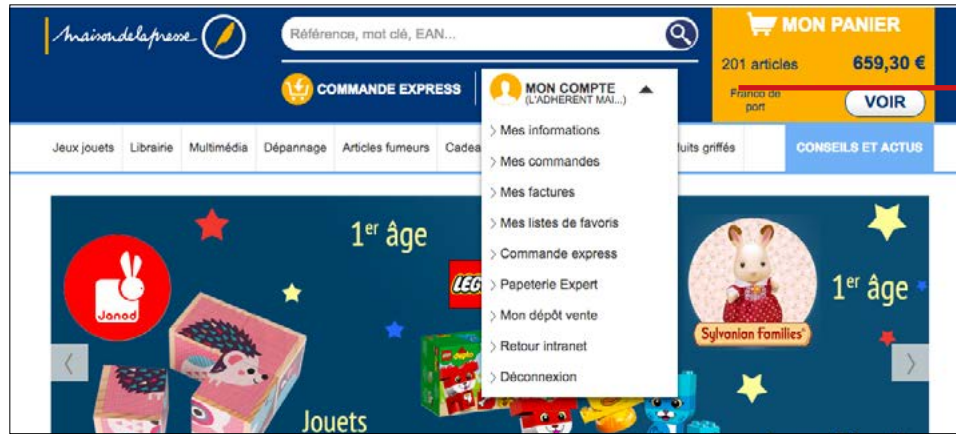 maisondelapresse
Référence, mot clé, EAN...
MON PANIER
201 articles 659,30 €
Franco de
port
VOIR
COMMANDE EXPRESS
MON COMPTE
(L'ADHERENT MAI...)
Jeux jouets Librairie Multimédia Dépannage Articles fumeurs Cadea
uits griffés
CONSEILS ET ACTUS
> Mes informations
> Mes commandes
> Mes factures
> Mes listes de favoris
> Commande express
> Papeterie Expert
> Mon dépôt vente
> Retour intranet
> Déconnexion
1er âge
Janod
LEG
Sylvanian Families
1er âge
Jouets